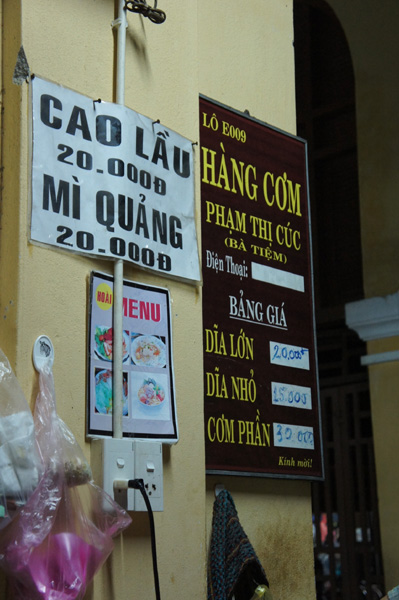 CAO LẦU
20.000Đ
MÌ QUẢNG
20.000Đ
HOÀI
MENU
LÔ E009
HÀNG CƠM
PHẠM THỊ CÚC
(BÀ TIỆM)
Điện Thoại:
BẢNG GIÁ
DĨA LỚN 20,000
DĨA NHỎ 15.000
CƠM PHẦN 30.000
Kính mời!